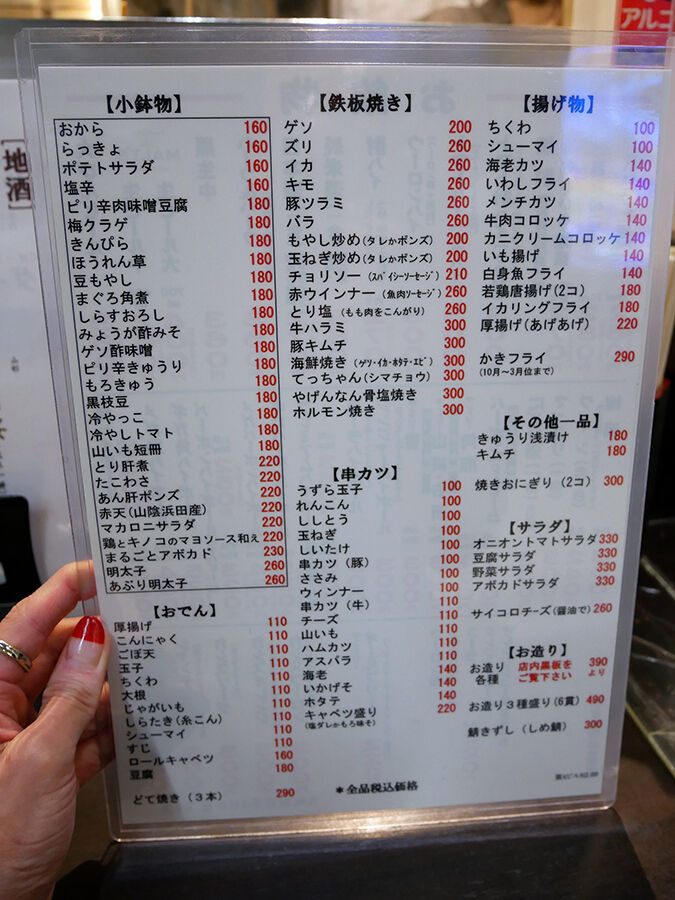 アルコ
地酒
【小鉢物】
おから 160
らっきょ 160
ポテトサラダ 160
塩辛 160
ピリ辛肉味噌豆腐 180
梅クラゲ 180
きんぴら 180
ほうれん草 180
豆もやし 180
まぐろ角煮 180
しらすおろし 180
みょうが酢みそ 180
ゲソ酢味噌 180
ピリ辛きゅうり 180
もろきゅう 180
黒枝豆 180
冷やっこ 180
冷やしトマト 180
山いも短冊 180
とり肝煮 220
たこわさ 220
あん肝ポンズ 220
赤天(山陰浜田産) 220
マカロニサラダ 220
鶏とキノコのマヨソース和え 220
まるごとアボカド 230
明太子 260
あぶり明太子 260
【おでん】
厚揚げ 110
こんにゃく 110
ごぼ天 110
玉子 110
ちくわ 110
大根 110
じゃがいも 110
しらたき(糸こん) 110
シューマイ 110
すじ 110
ロールキャベツ 160
豆腐 180
どて焼き(3本) 290
【鉄板焼き】
ゲソ 200
ズリ 260
イカ 260
キモ 260
豚ツラミ 260
バラ 260
もやし炒め(タレかポンズ) 200
玉ねぎ炒め(タレかポンズ) 200
チョリソー(スパイシーソーセージ) 210
赤ウインナー(魚肉ソーセージ) 260
とり塩(もも肉をこんがり) 260
牛ハラミ 300
豚キムチ 300
海鮮焼き(ゲソ・イカ・ホタテ・エビ) 300
てっちゃん(シマチョウ) 300
やげんなん骨塩焼き 300
ホルモン焼き 300
【串カツ】
うずら玉子 100
れんこん 100
ししとう 100
玉ねぎ 100
しいたけ 100
串カツ(豚) 100
ささみ 100
ウィンナー 110
串カツ(牛) 110
チーズ 110
山いも 110
ハムカツ 110
アスパラ 110
海老 140
いかげそ 140
ホタテ 140
キャベツ盛り 220
(塩ダレかもろ味そ)
＊全品税込価格
【揚げ物】
ちくわ 100
シューマイ 100
海老カツ 140
いわしフライ 140
メンチカツ 140
牛肉コロッケ 140
カニクリームコロッケ 140
いも揚げ 140
白身魚フライ 140
若鶏唐揚げ(2コ) 180
イカリングフライ 180
厚揚げ(あげあげ) 220
かきフライ 290
(10月～3月位まで)
【その他一品】
きゅうり浅漬け 180
キムチ 180
焼きおにぎり(2コ) 300
【サラダ】
オニオントマトサラダ 330
豆腐サラダ 330
野菜サラダ 330
アボカドサラダ 330
サイコロチーズ(醤油で) 260
【お造り】
お造り 店内黒板を 390
各種 ご覧下さい より
お造り3種盛り(6貫) 490
鯖きずし(しめ鯖) 300